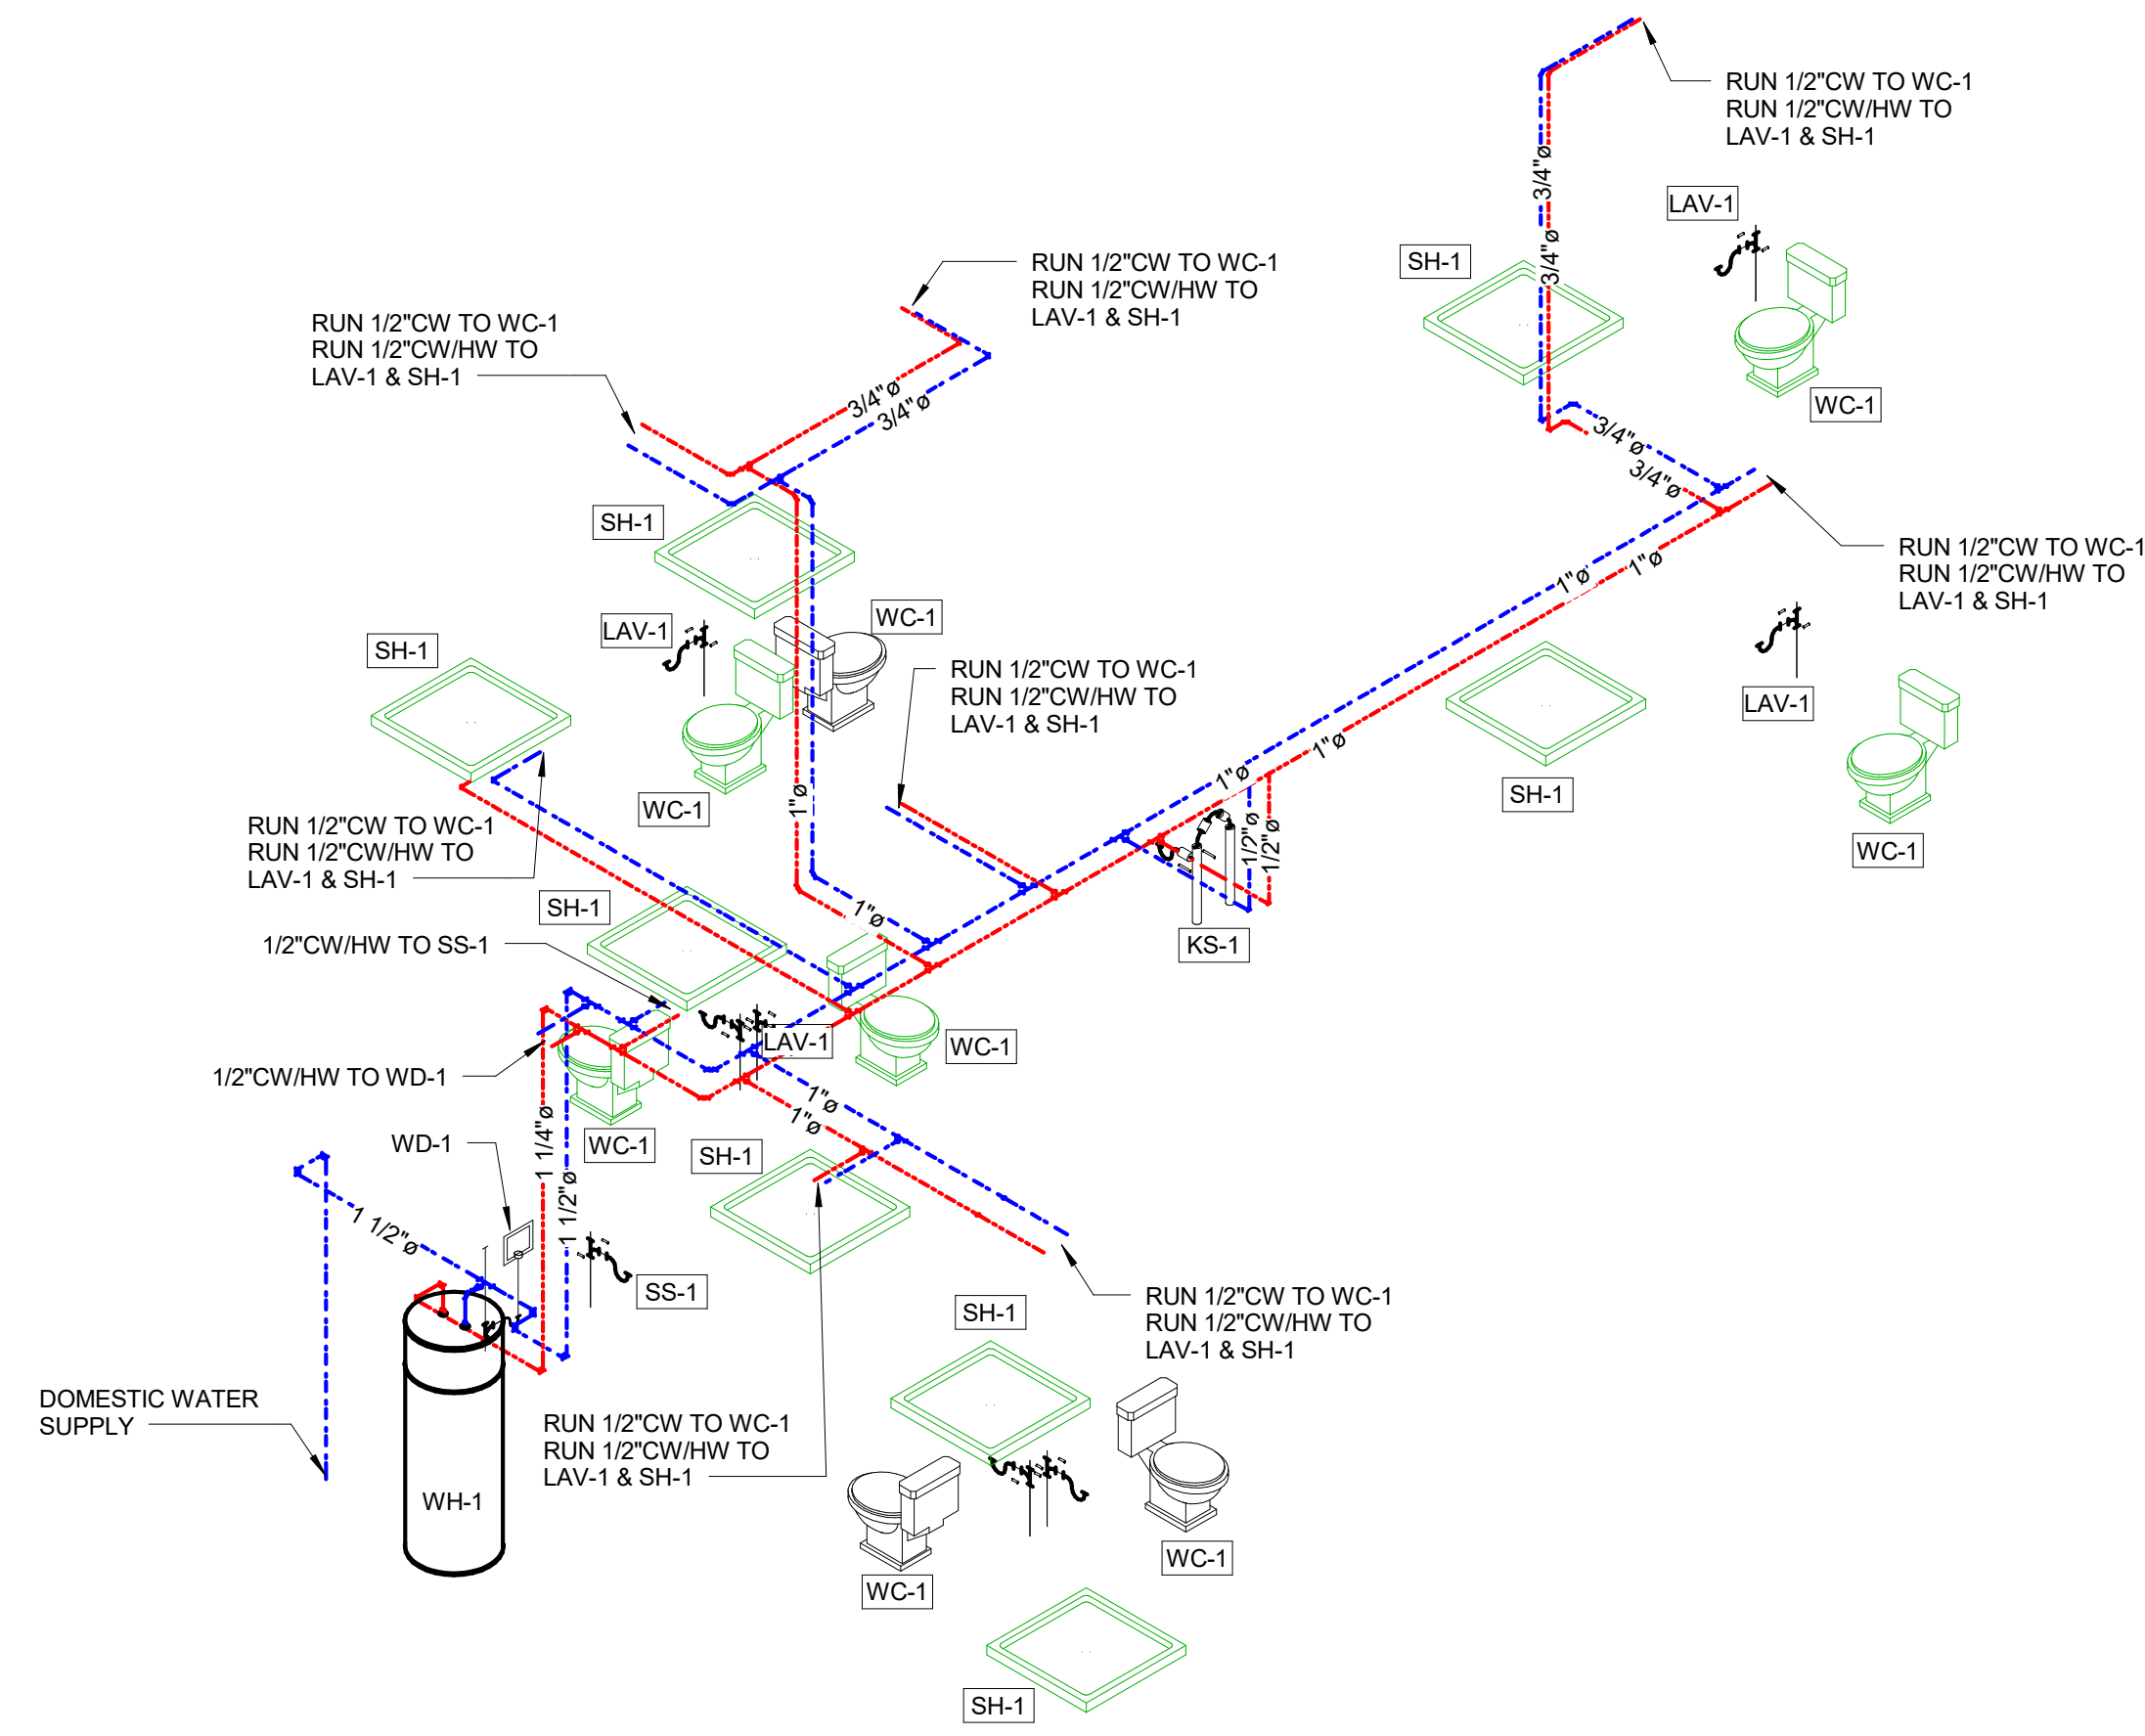 RUN 1/2"CW TO WC-1
RUN 1/2"CW/HW TO
LAV-1 & SH-1
3/4"ø
3/4"ø
LAV-1
SH-1
WC-1
RUN 1/2"CW TO WC-1
RUN 1/2"CW/HW TO
LAV-1 & SH-1
RUN 1/2"CW TO WC-1
RUN 1/2"CW/HW TO
LAV-1 & SH-1
3/4"ø
3/4"ø
3/4"ø
3/4"ø
SH-1
RUN 1/2"CW TO WC-1
RUN 1/2"CW/HW TO
LAV-1 & SH-1
1"ø
1"ø
WC-1
LAV-1
SH-1
RUN 1/2"CW TO WC-1
RUN 1/2"CW/HW TO
LAV-1 & SH-1
LAV-1
1"ø
1"ø
SH-1
WC-1
1"ø
WC-1
RUN 1/2"CW TO WC-1
RUN 1/2"CW/HW TO
LAV-1 & SH-1
1/2"ø
1/2"ø
SH-1
1"ø
KS-1
1/2"CW/HW TO SS-1
LAV-1
WC-1
1/2"CW/HW TO WD-1
1"ø
1"ø
1 1/4"ø
WD-1
WC-1
SH-1
1 1/2"ø
1 1/2"ø
SS-1
RUN 1/2"CW TO WC-1
RUN 1/2"CW/HW TO
LAV-1 & SH-1
SH-1
DOMESTIC WATER
SUPPLY
RUN 1/2"CW TO WC-1
RUN 1/2"CW/HW TO
LAV-1 & SH-1
WH-1
WC-1
WC-1
SH-1